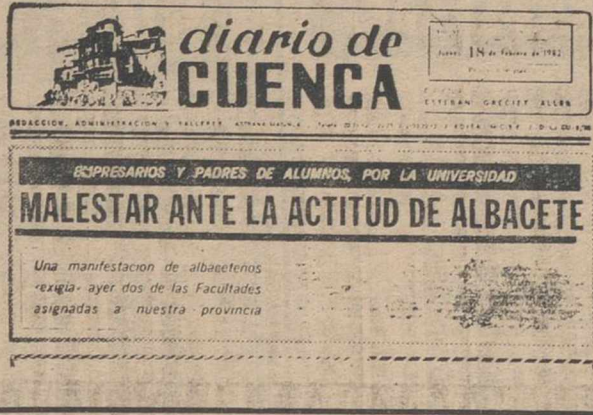 diario de
CUENCA
Jueves 18 de Febrero de 1982
ESTEBAN GRECIET ALLEN
REDACCION, ADMINISTRACION Y TALLERES
EMPRESARIOS Y PADRES DE ALUMNOS, POR LA UNIVERSIDAD
MALESTAR ANTE LA ACTITUD DE ALBACETE
Una manifestacion de albaceteños
«exigía» ayer dos de las Facultades
asignadas a nuestra provincia